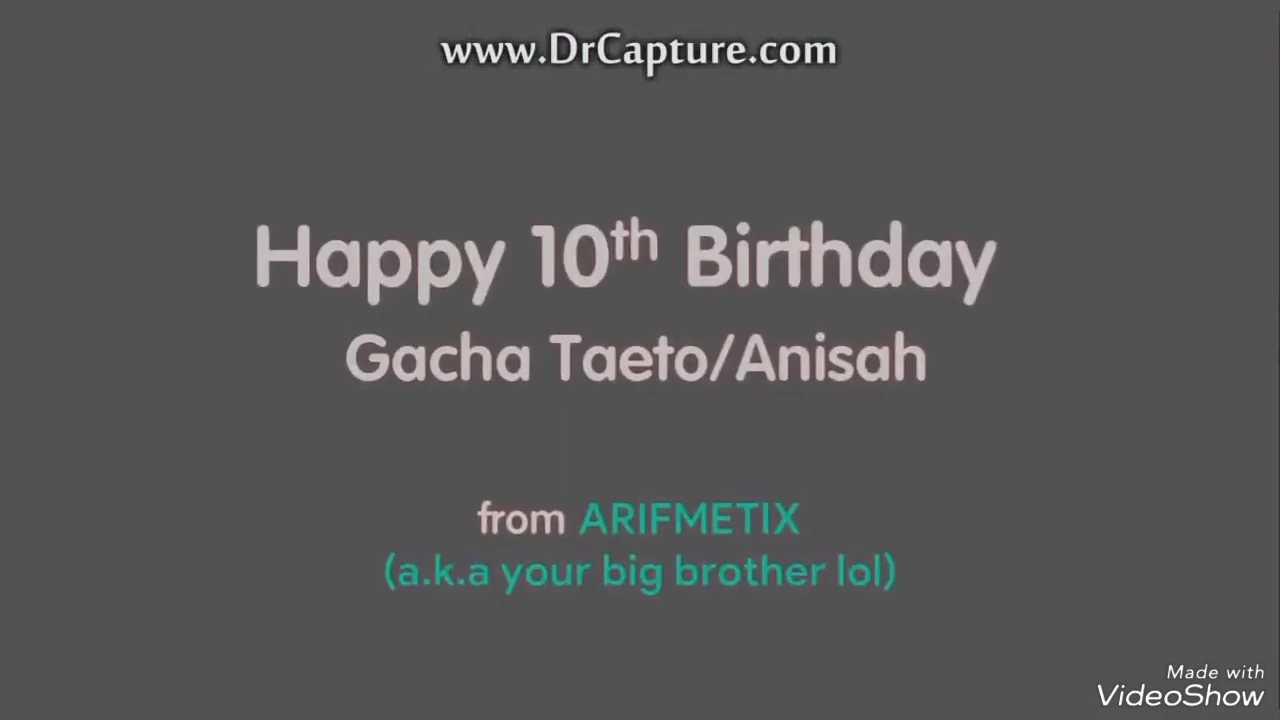 www.DrCapture.com
Happy 10th Birthday
Gacha Taeto/Anisah
from ARIFMETIX
(a.k.a your big brother lol)
Made with
VideoShow